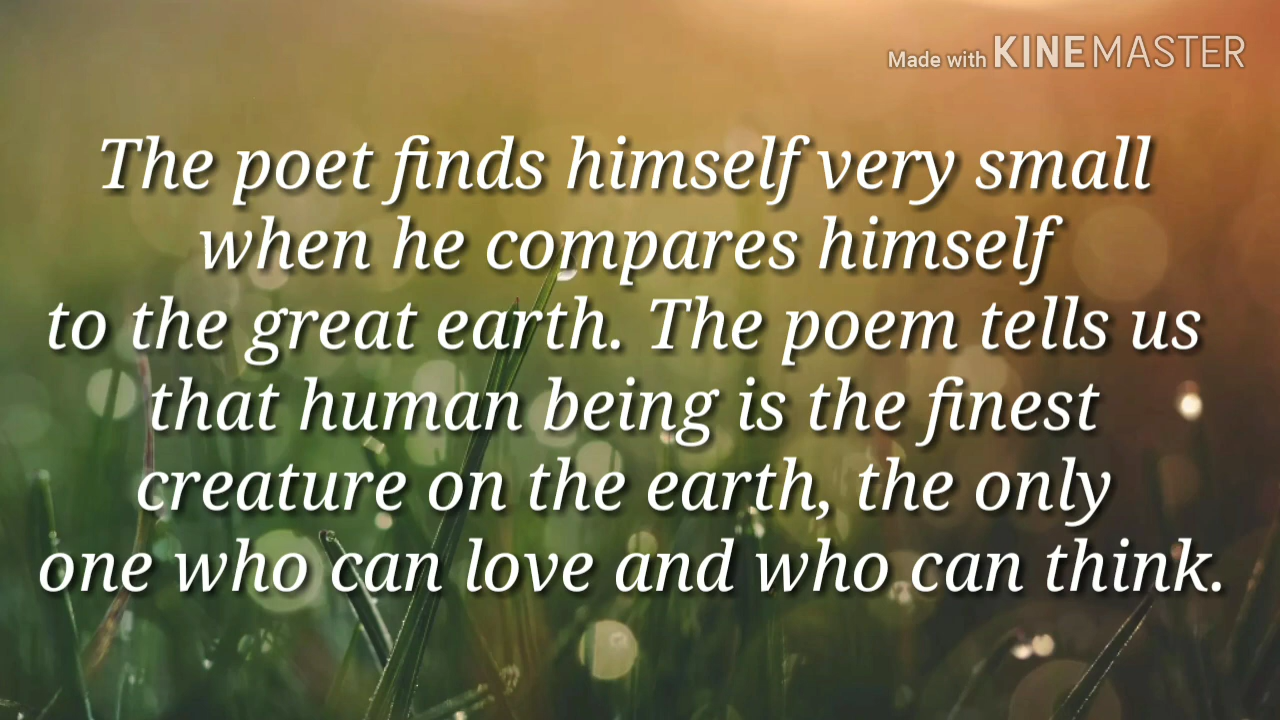 Made with KINEMASTER
The poet finds himself very small
when he compares himself
to the great earth. The poem tells us
that human being is the finest
creature on the earth, the only
one who can love and who can think.